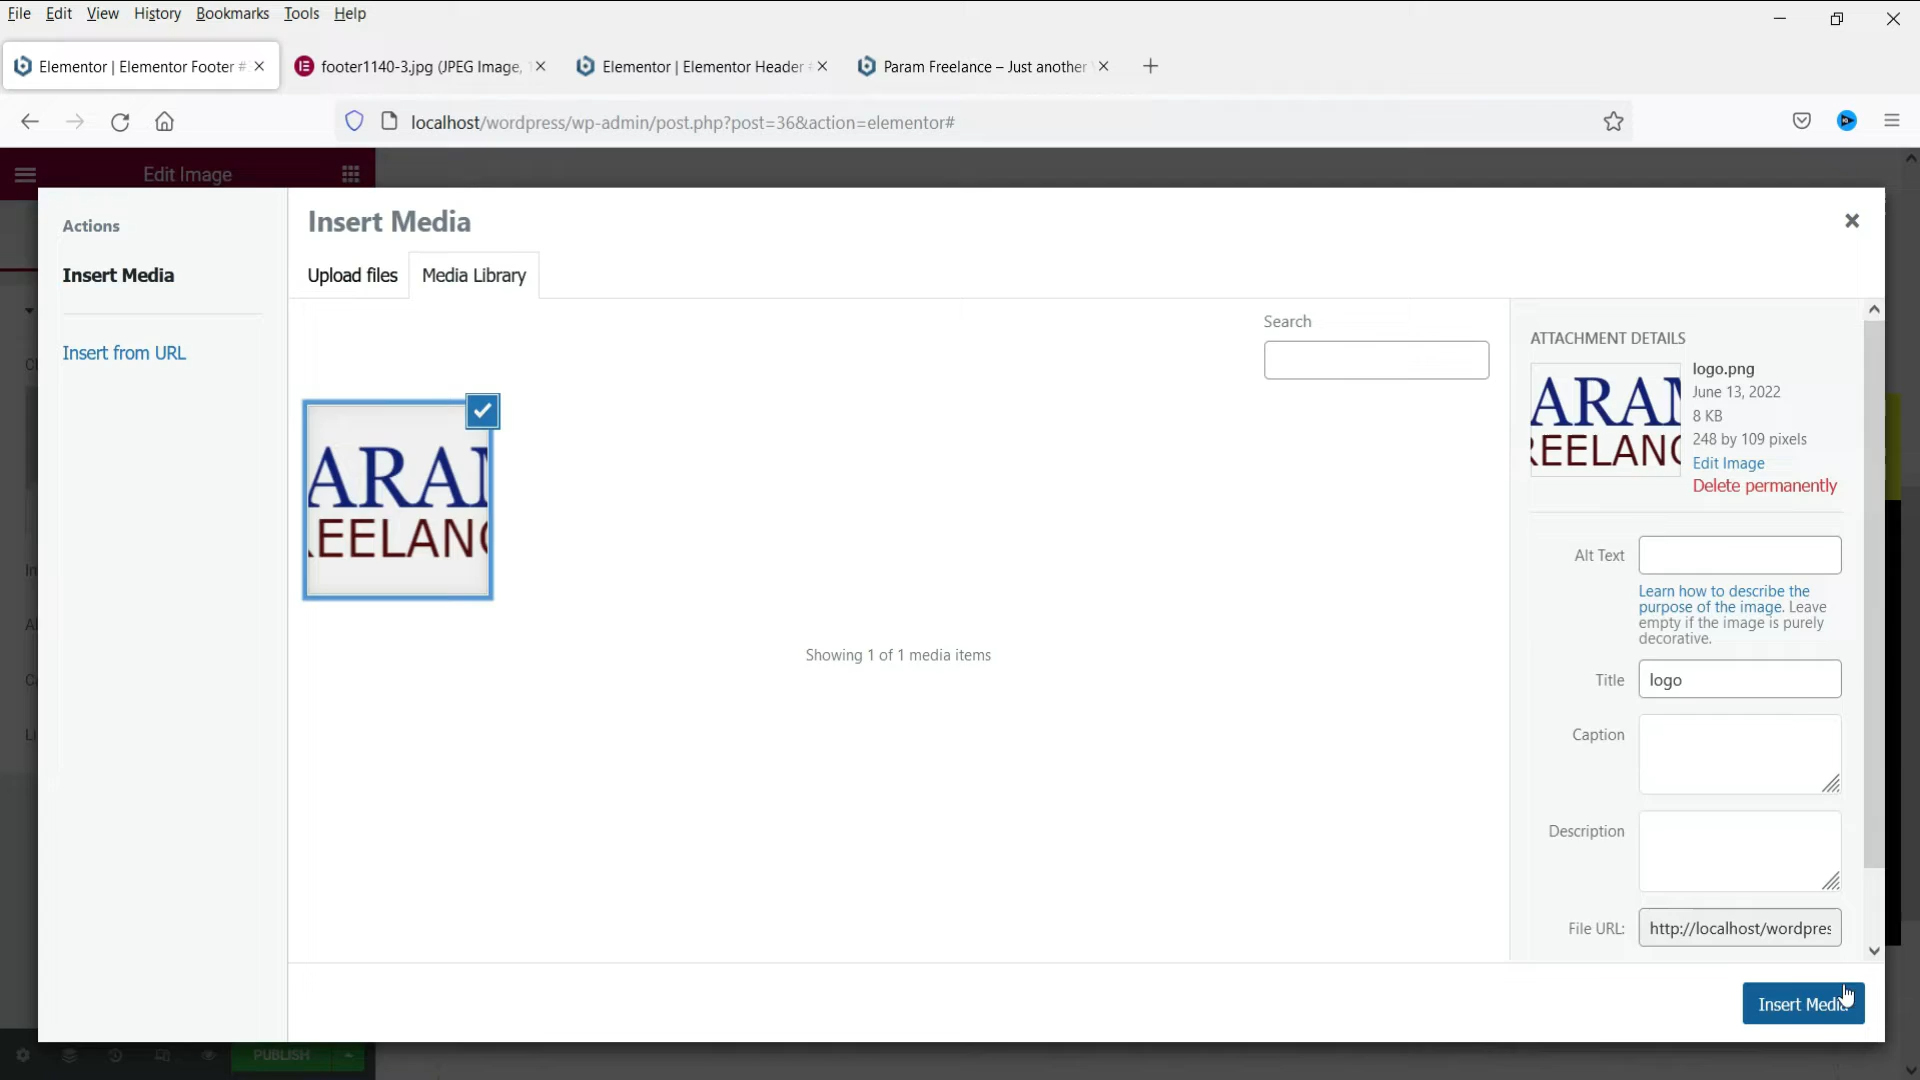 File Edit View History Bookmarks Tools Help
Elementor | Elementor Footer #
footer1140-3.jpg (JPEG Image,
Elementor | Elementor Header
Param Freelance – Just another
localhost/wordpress/wp-admin/post.php?post=36&action=elementor#
Edit Image
Actions
Insert Media
Insert from URL
Insert Media
Upload files
Media Library
Search
ARAM
REELANC
Showing 1 of 1 media items
ATTACHMENT DETAILS
ARAM
REELANC
logo.png
June 13, 2022
8 KB
248 by 109 pixels
Edit Image
Delete permanently
Alt Text
Learn how to describe the
purpose of the image. Leave
empty if the image is purely
decorative.
Title
logo
Caption
Description
File URL:
http://localhost/wordpres
Insert Media
PUBLISH